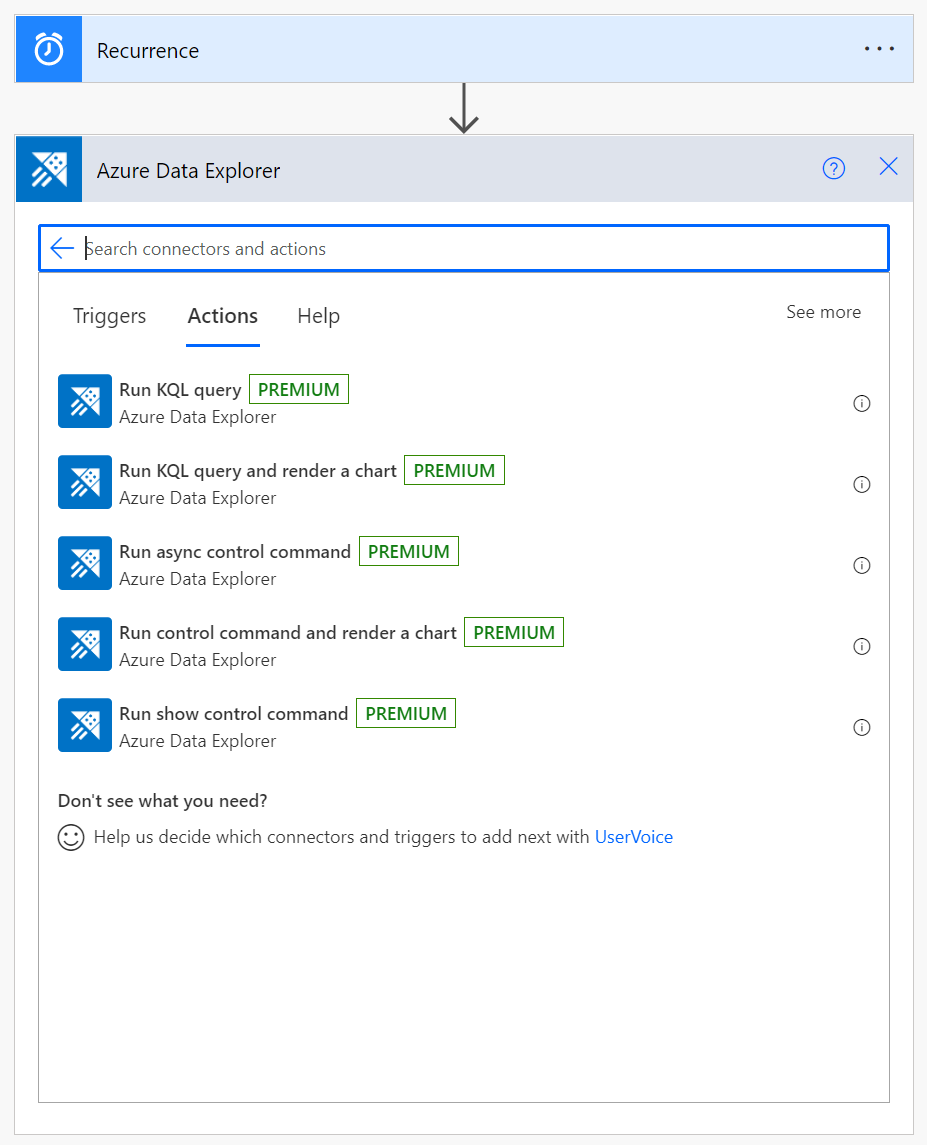 Recurrence
Azure Data Explorer
Search connectors and actions
Triggers Actions Help See more
Run KQL query PREMIUM
Azure Data Explorer
Run KQL query and render a chart PREMIUM
Azure Data Explorer
Run async control command PREMIUM
Azure Data Explorer
Run control command and render a chart PREMIUM
Azure Data Explorer
Run show control command PREMIUM
Azure Data Explorer
Don't see what you need?
Help us decide which connectors and triggers to add next with UserVoice